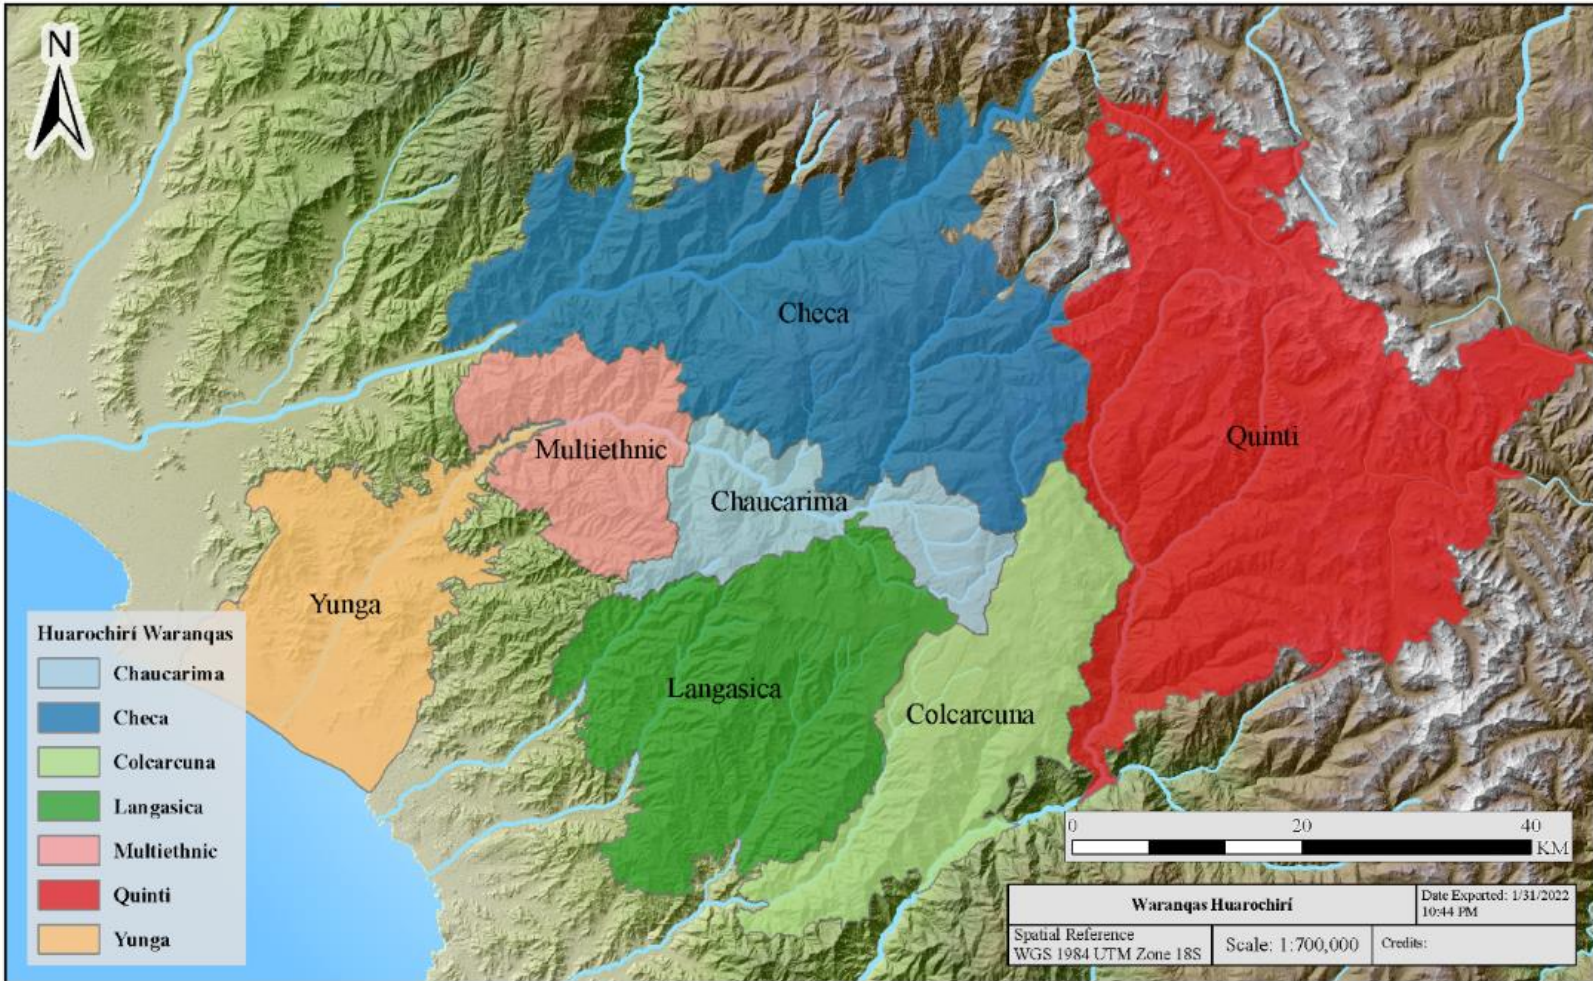 N
Checa
Quinti
Multiethnic
Chaucarima
Yunga
Langasica
Colcarcuna
Huarochirí Waranqas
Chaucarima
Checa
Colcarcuna
Langasica
Multiethnic
Quinti
Yunga
0 20 40
KM
Waranqas Huarochirí
Date Exported: 1/31/2022
10:44 PM
Spatial Reference
WGS 1984 UTM Zone 18S
Scale: 1:700,000
Credits: